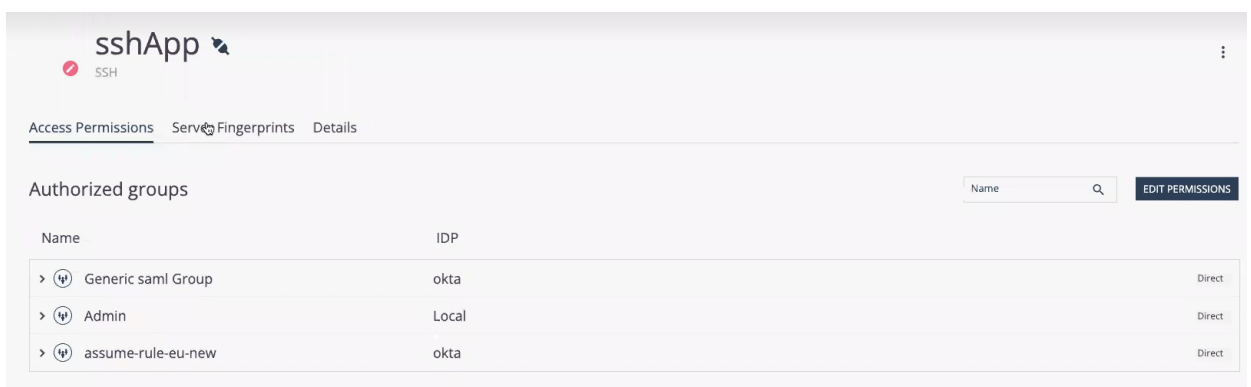 sshApp
SSH
Access Permissions Server Fingerprints Details
Authorized groups Name EDIT PERMISSIONS
Name IDP
Generic saml Group okta Direct
Admin Local Direct
assume-rule-eu-new okta Direct